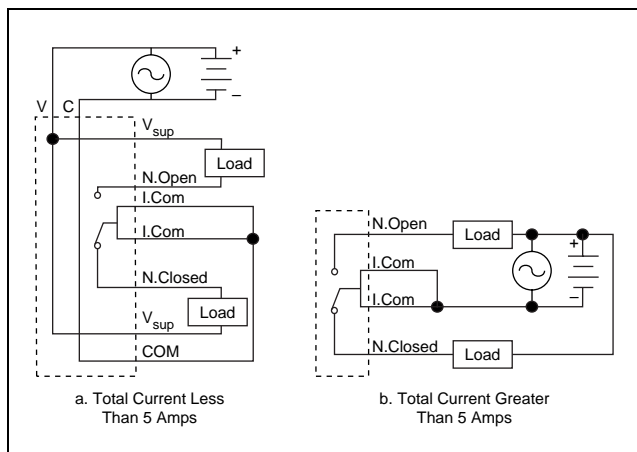 +
−
V C
V sup
Load
N.Open
I.Com
I.Com
N.Closed
Load
V sup
COM
a. Total Current Less
Than 5 Amps
N.Open
Load
+
−
I.Com
I.Com
N.Closed
Load
b. Total Current Greater
Than 5 Amps